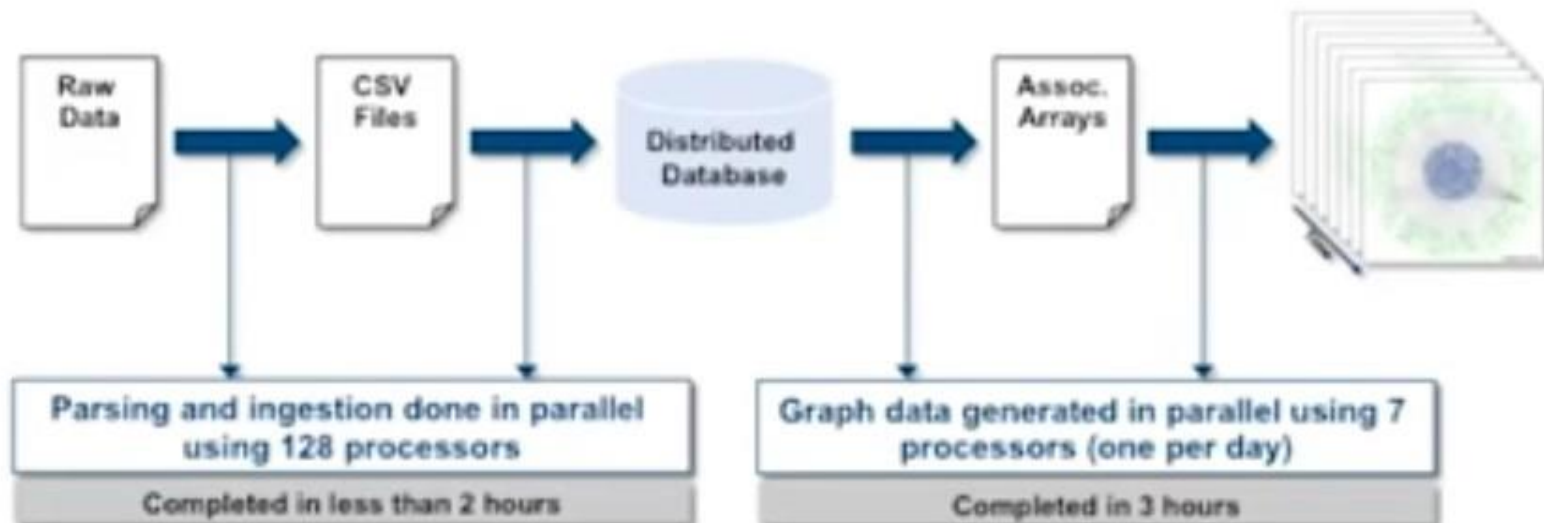 Raw
Data
CSV
Files
Distributed
Database
Assoc.
Arrays
Time
Parsing and ingestion done in parallel
using 128 processors
Completed in less than 2 hours
Graph data generated in parallel using 7
processors (one per day)
Completed in 3 hours